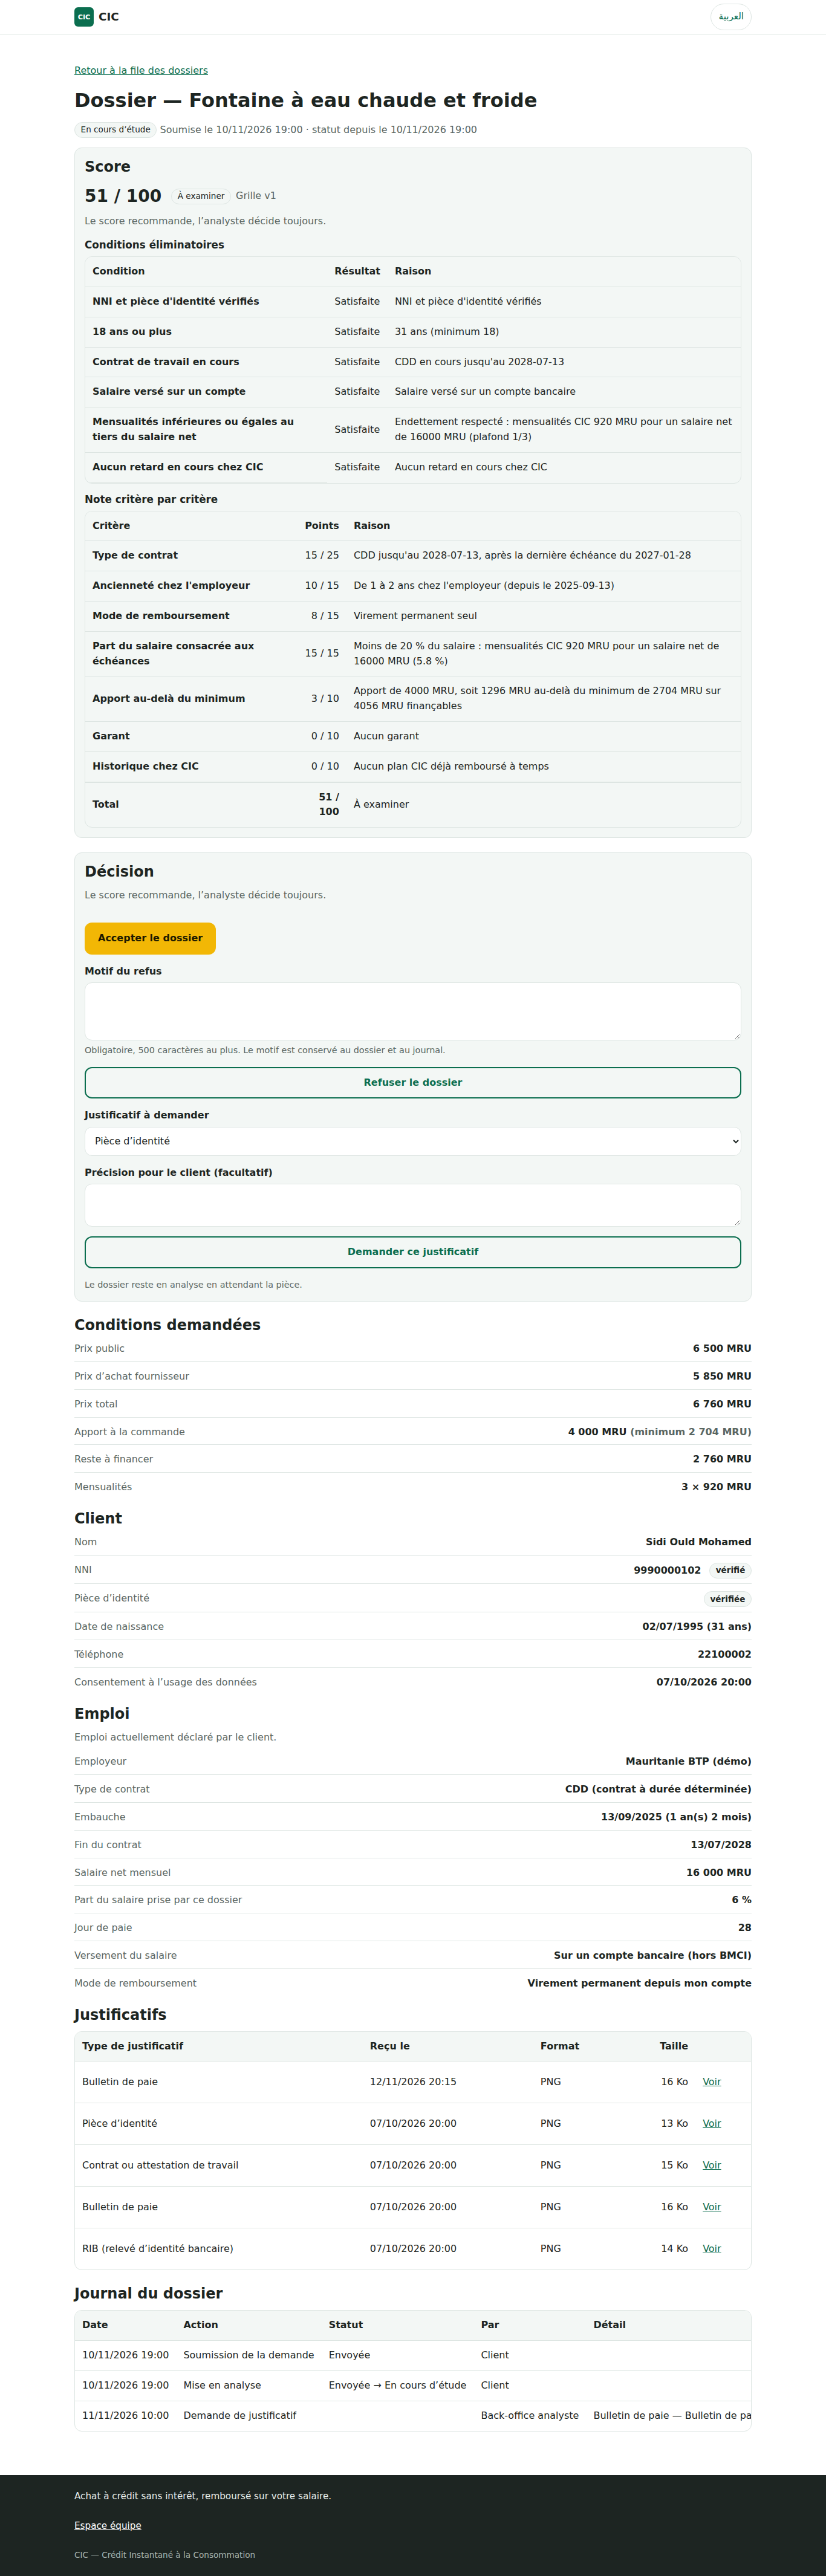 CIC CIC العربية
Retour à la file des dossiers
Dossier — Fontaine à eau chaude et froide
En cours d’étude Soumise le 10/11/2026 19:00 · statut depuis le 10/11/2026 19:00
Score
51 / 100 À examiner Grille v1
Le score recommande, l’analyste décide toujours.
Conditions éliminatoires
Condition Résultat Raison
NNI et pièce d'identité vérifiés Satisfaite NNI et pièce d'identité vérifiés
18 ans ou plus Satisfaite 31 ans (minimum 18)
Contrat de travail en cours Satisfaite CDD en cours jusqu'au 2028-07-13
Salaire versé sur un compte Satisfaite Salaire versé sur un compte bancaire
Mensualités inférieures ou égales au tiers du salaire net Satisfaite Endettement respecté : mensualités CIC 920 MRU pour un salaire net de 16000 MRU (plafond 1/3)
Aucun retard en cours chez CIC Satisfaite Aucun retard en cours chez CIC
Note critère par critère
Critère Points Raison
Type de contrat 15 / 25 CDD jusqu'au 2028-07-13, après la dernière échéance du 2027-01-28
Ancienneté chez l'employeur 10 / 15 De 1 à 2 ans chez l'employeur (depuis le 2025-09-13)
Mode de remboursement 8 / 15 Virement permanent seul
Part du salaire consacrée aux échéances 15 / 15 Moins de 20 % du salaire : mensualités CIC 920 MRU pour un salaire net de 16000 MRU (5.8 %)
Apport au-delà du minimum 3 / 10 Apport de 4000 MRU, soit 1296 MRU au-delà du minimum de 2704 MRU sur 4056 MRU finançables
Garant 0 / 10 Aucun garant
Historique chez CIC 0 / 10 Aucun plan CIC déjà remboursé à temps
Total 51 / 100 À examiner
Décision
Le score recommande, l’analyste décide toujours.
Accepter le dossier
Motif du refus
Obligatoire, 500 caractères au plus. Le motif est conservé au dossier et au journal.
Refuser le dossier
Justificatif à demander
Pièce d’identité
Précision pour le client (facultatif)
Demander ce justificatif
Le dossier reste en analyse en attendant la pièce.
Conditions demandées
Prix public 6 500 MRU
Prix d’achat fournisseur 5 850 MRU
Prix total 6 760 MRU
Apport à la commande 4 000 MRU (minimum 2 704 MRU)
Reste à financer 2 760 MRU
Mensualités 3 × 920 MRU
Client
Nom Sidi Ould Mohamed
NNI 9990000102 vérifié
Pièce d’identité vérifiée
Date de naissance 02/07/1995 (31 ans)
Téléphone 22100002
Consentement à l’usage des données 07/10/2026 20:00
Emploi
Emploi actuellement déclaré par le client.
Employeur Mauritanie BTP (démo)
Type de contrat CDD (contrat à durée déterminée)
Embauche 13/09/2025 (1 an(s) 2 mois)
Fin du contrat 13/07/2028
Salaire net mensuel 16 000 MRU
Part du salaire prise par ce dossier 6 %
Jour de paie 28
Versement du salaire Sur un compte bancaire (hors BMCI)
Mode de remboursement Virement permanent depuis mon compte
Justificatifs
Type de justificatif Reçu le Format Taille
Bulletin de paie 12/11/2026 20:15 PNG 16 Ko Voir
Pièce d’identité 07/10/2026 20:00 PNG 13 Ko Voir
Contrat ou attestation de travail 07/10/2026 20:00 PNG 15 Ko Voir
Bulletin de paie 07/10/2026 20:00 PNG 16 Ko Voir
RIB (relevé d’identité bancaire) 07/10/2026 20:00 PNG 14 Ko Voir
Journal du dossier
Date Action Statut Par Détail
10/11/2026 19:00 Soumission de la demande Envoyée Client
10/11/2026 19:00 Mise en analyse Envoyée → En cours d’étude Client
11/11/2026 10:00 Demande de justificatif Back-office analyste Bulletin de paie — Bulletin de pa
Achat à crédit sans intérêt, remboursé sur votre salaire.
Espace équipe
CIC — Crédit Instantané à la Consommation